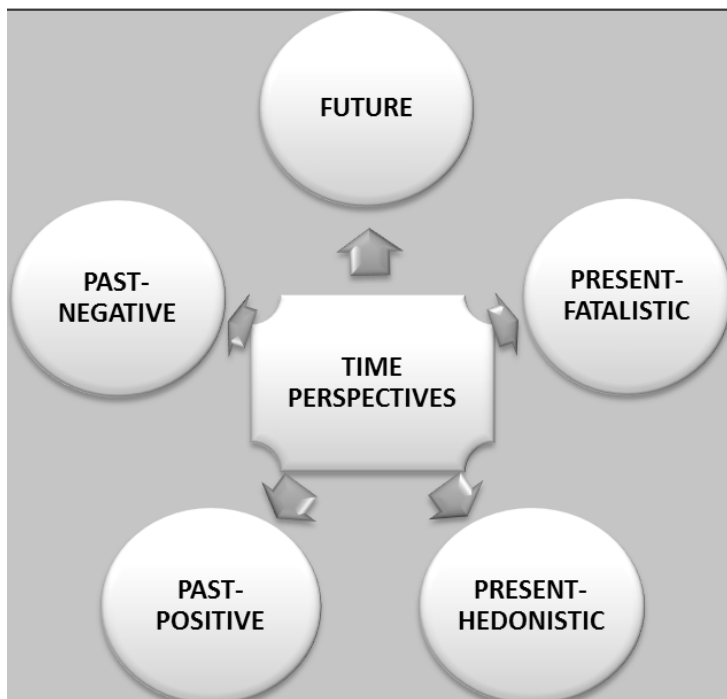 FUTURE
PAST-
NEGATIVE
PRESENT-
FATALISTIC
TIME
PERSPECTIVES
PAST-
POSITIVE
PRESENT-
HEDONISTIC